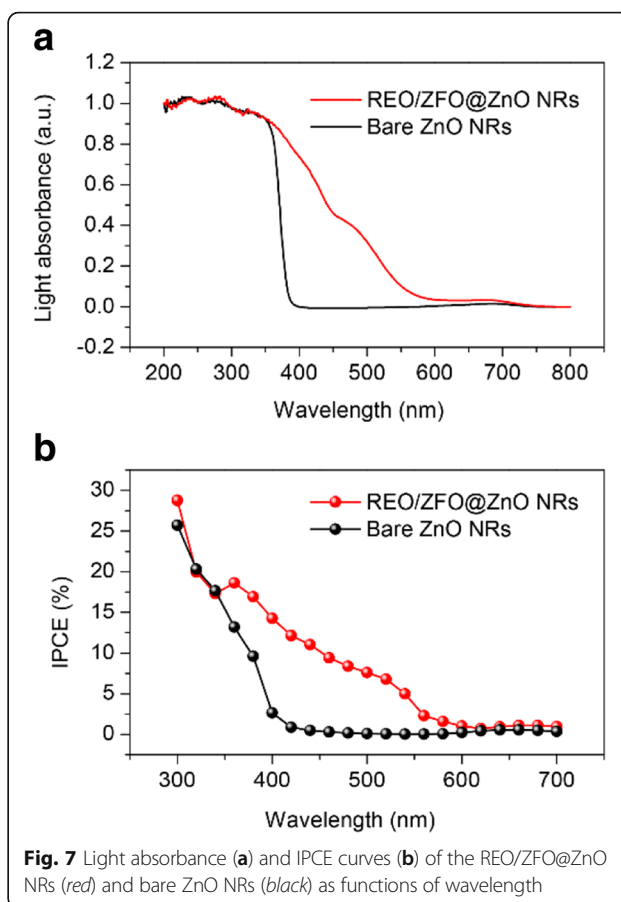 a
1.2
1.0
0.8
0.6
0.4
0.2
0.0
-0.2
Light absorbance (a.u.)
REO/ZFO@ZnO NRs
Bare ZnO NRs
200 300 400 500 600 700 800
Wavelength (nm)
b
30
25
20
15
10
5
0
IPCE (%)
REO/ZFO@ZnO NRs
Bare ZnO NRs
300 400 500 600 700
Wavelength (nm)
Fig. 7 Light absorbance (a) and IPCE curves (b) of the REO/ZFO@ZnO
NRs (red) and bare ZnO NRs (black) as functions of wavelength